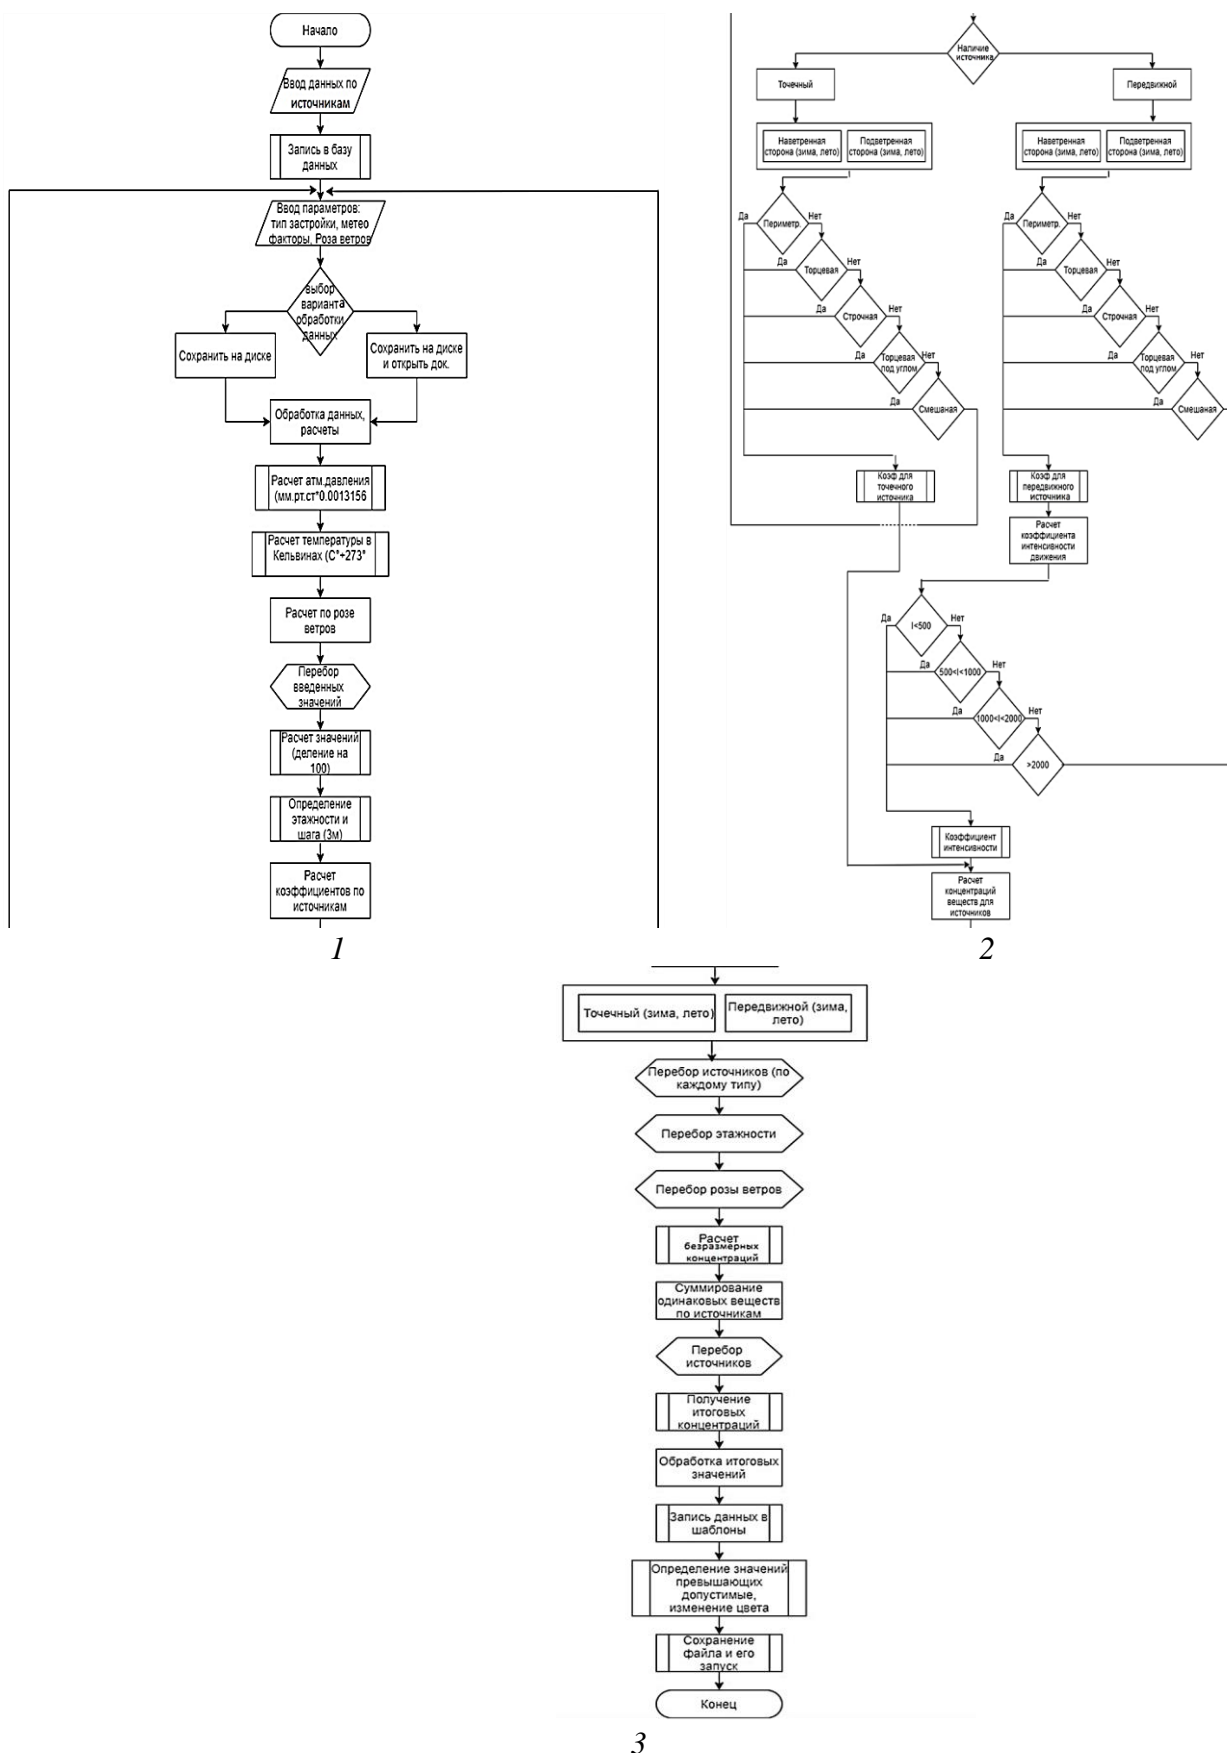 Начало
Ввод данных по
источникам
Запись в базу
данных
Ввод параметров:
тип застройки, метео
факторы, Роза ветров
выбор
варианта
обработки
данных
Сохранить на диске
Сохранить на диске
и открыть док.
Обработка данных,
расчеты
Расчет атм.давления
(мм.рт.ст*0.0013156
Расчет температуры в
Кельвинах (С°+273°
Расчет по розе
ветров
Перебор
введенных
значений
Расчет значений
(деление на
100)
Определение
этажности и
шага (3м)
Расчет
коэффициентов по
источникам
1
Наличие
источника
Точечный
Передвижной
Наветренная
сторона (зима, лето)
Подветренная
сторона (зима, лето)
Наветренная
сторона (зима, лето)
Подветренная
сторона (зима, лето)
Да
Периметр.
Нет
Да
Торцевая
Нет
Да
Строчная
Нет
Да
Торцевая
под углом
Нет
Да
Смешаная
Да
Периметр.
Нет
Да
Торцевая
Нет
Да
Строчная
Нет
Да
Торцевая
под углом
Нет
Да
Смешаная
Коэф для
точечного
источника
Коэф для
передвижного
источника
Расчет
коэффициента
интенсивности
движения
Да
I<500
Нет
Да
500<I<1000
Нет
Да
1000<I<2000
Нет
Да
>2000
Коэффициент
интенсивности
Расчет
концентраций
веществ для
источников
2
Точечный (зима, лето)
Передвижной (зима,
лето)
Перебор источников (по
каждому типу)
Перебор этажности
Перебор розы ветров
Расчет
безразмерных
концентраций
Суммирование
одинаковых веществ
по источникам
Перебор
источников
Получение
итоговых
концентраций
Обработка итоговых
значений
Запись данных в
шаблоны
Определение значений
превышающих
допустимые,
изменение цвета
Сохранение
файла и его
запуск
Конец
3